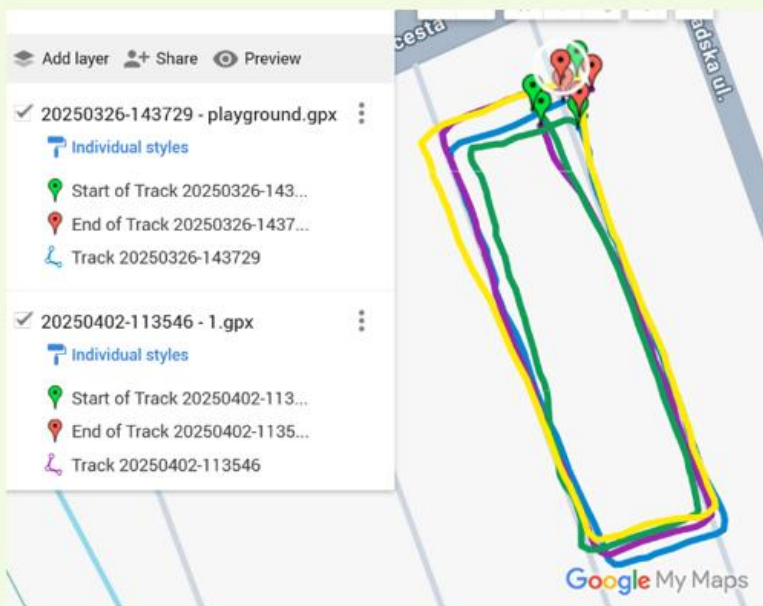 Add layer Share Preview
20250326-143729 - playground.gpx
Individual styles
Start of Track 20250326-143...
End of Track 20250326-1437...
Track 20250326-143729
20250402-113546 - 1.gpx
Individual styles
Start of Track 20250402-113...
End of Track 20250402-1135...
Track 20250402-113546
cesta
adska ul.
Google My Maps